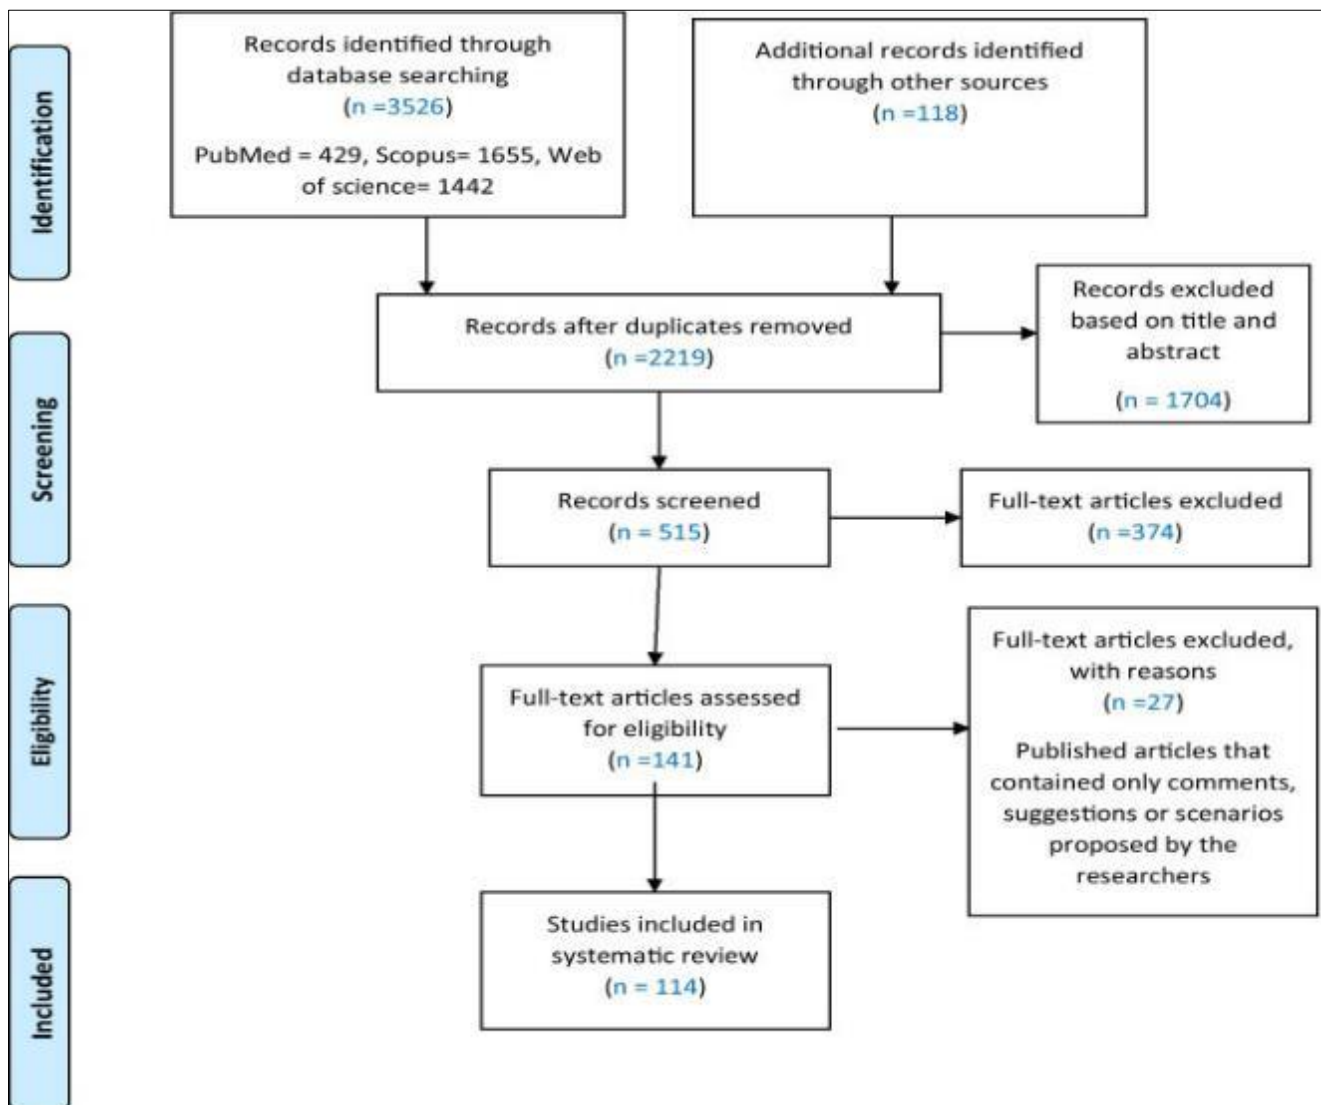 Identification
Records identified through
database searching
(n =3526)
PubMed = 429, Scopus= 1655, Web
of science= 1442
Additional records identified
through other sources
(n =118)
Records after duplicates removed
(n =2219)
Records excluded
based on title and
abstract
(n = 1704)
Screening
Records screened
(n = 515)
Full-text articles excluded
(n =374)
Eligibility
Full-text articles assessed
for eligibility
(n =141)
Full-text articles excluded,
with reasons
(n =27)
Published articles that
contained only comments,
suggestions or scenarios
proposed by the
researchers
Included
Studies included in
systematic review
(n = 114)